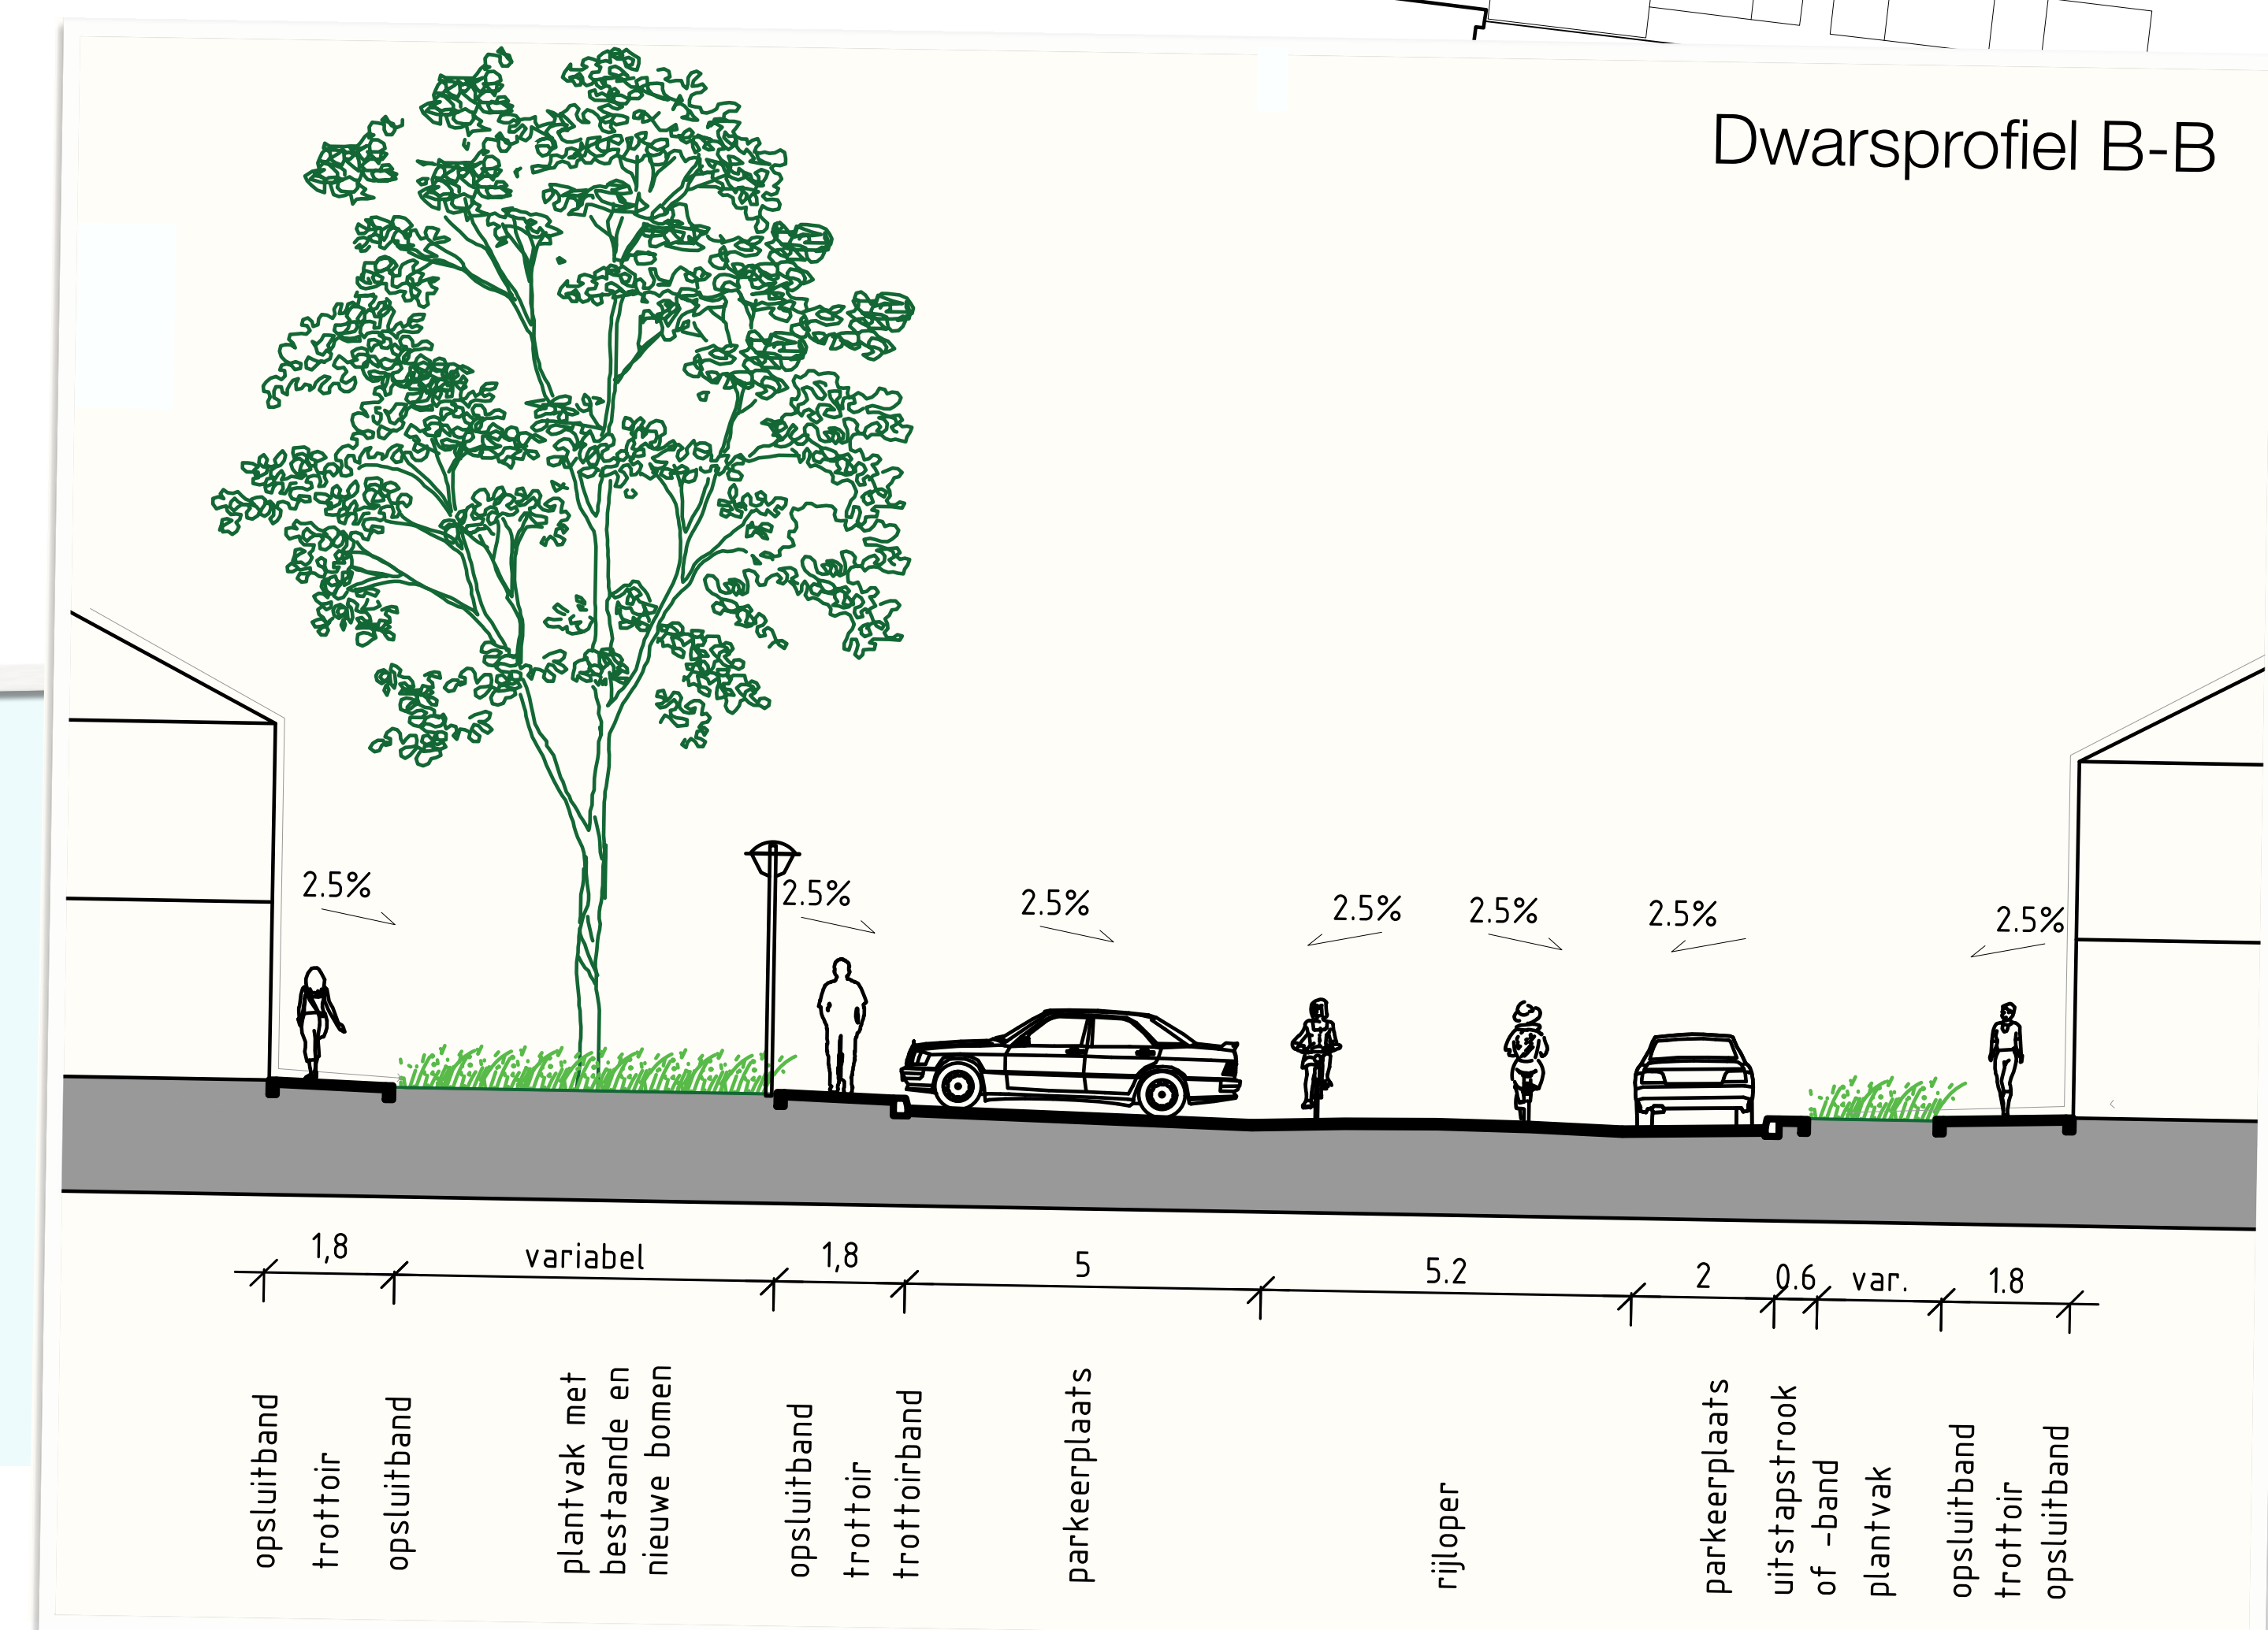 Dwarsprofiel B-B
2.5%
2.5%
2.5%
2.5%
2.5%
2.5%
2.5%
1,8
variabel
1,8
5
5.2
2
0.6
var.
1.8
opsluitband
trottoir
opsluitband
plantvak met
bestaande en
nieuwe bomen
opsluitband
trottoir
trottoirband
parkeerplaats
rijloper
parkeerplaats
uitstapstrook
of -band
plantvak
opsluitband
trottoir
opsluitband